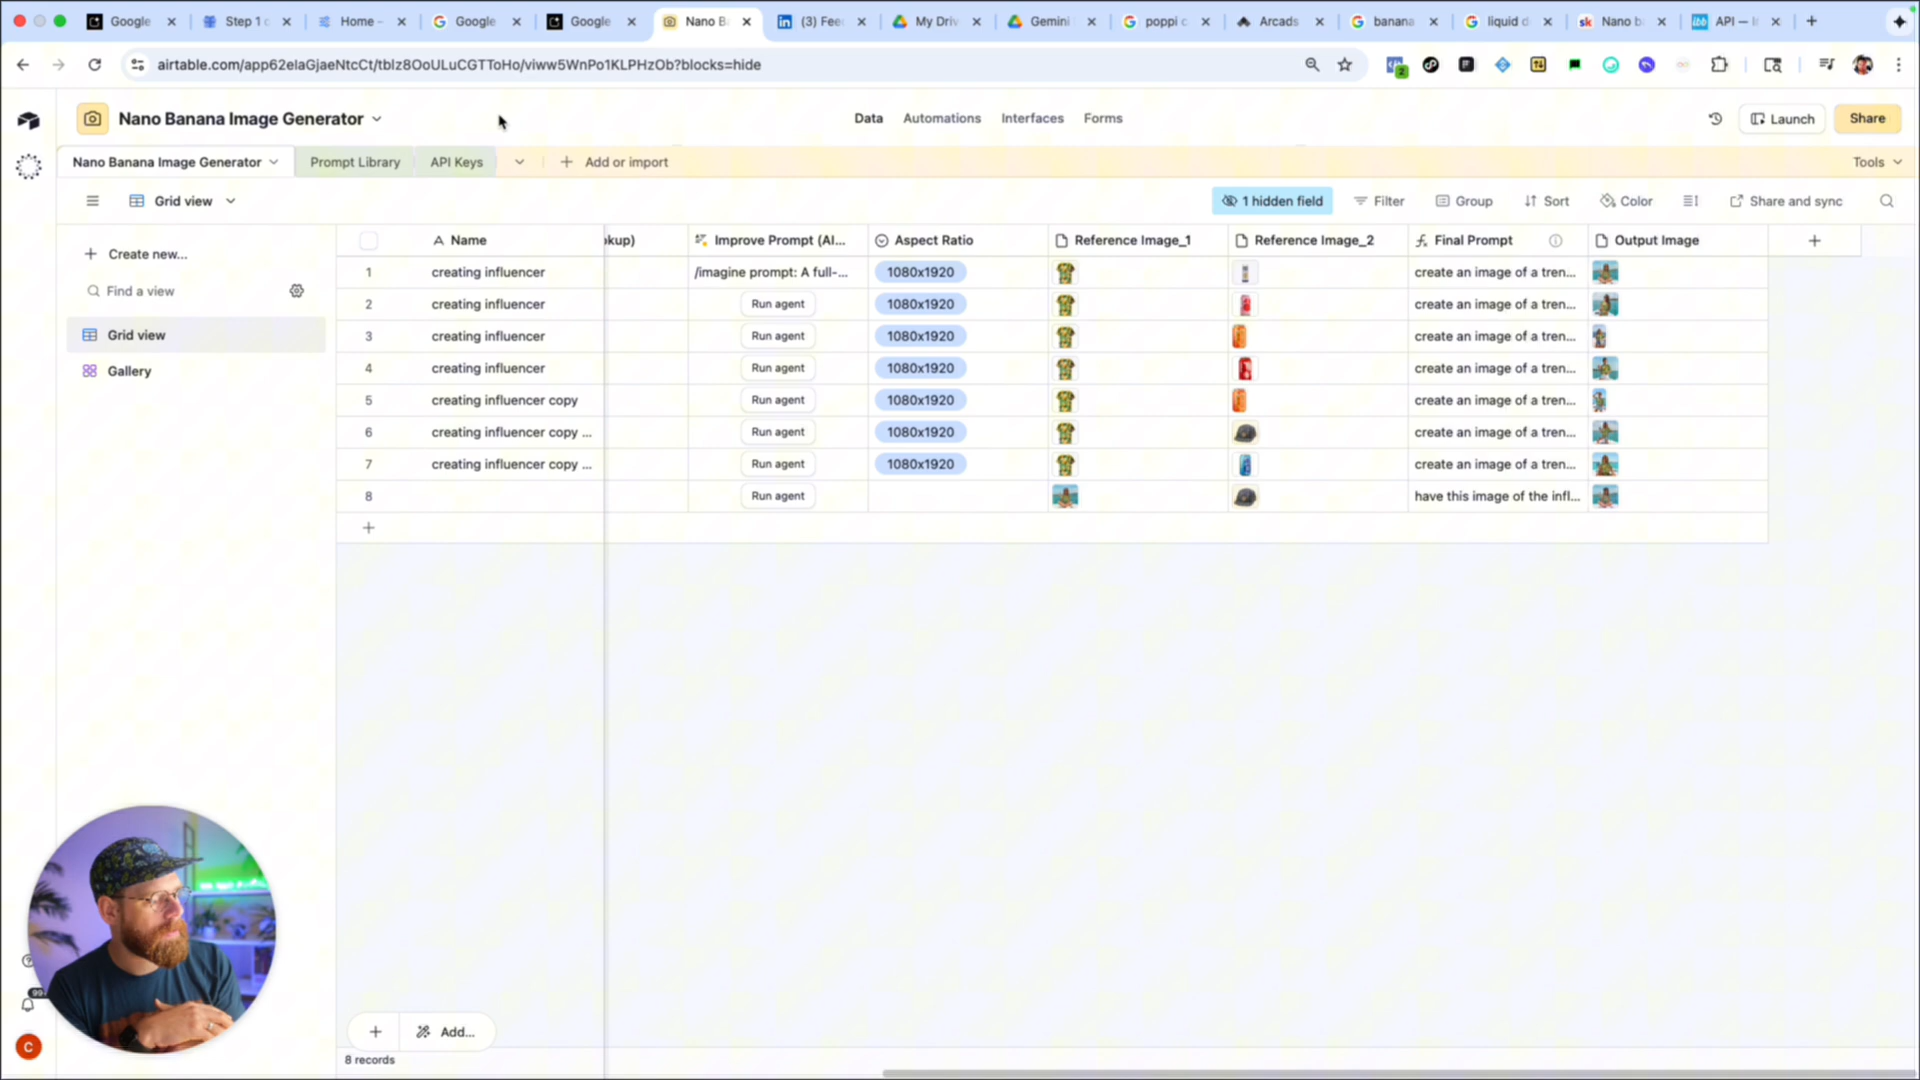 Google
Step 1 c
Home –
Google
Google
Nano B
(3) Fee
My Driv
Gemini
poppi c
Arcads
banana
liquid d
Nano b
API — I
airtable.com/app62elaGjaeNtcCt/tblz8OoULuCGTToHo/viww5WnPo1KLPHzOb?blocks=hide
2
Nano Banana Image Generator
Data
Automations
Interfaces
Forms
Launch
Share
Nano Banana Image Generator
Prompt Library
API Keys
Add or import
Tools
Grid view
1 hidden field
Filter
Group
Sort
Color
Share and sync
Create new...
Find a view
Grid view
Gallery
Name
okup)
Improve Prompt (AI...
Aspect Ratio
Reference Image_1
Reference Image_2
Final Prompt
Output Image
1 creating influencer /imagine prompt: A full-... 1080x1920 create an image of a tren...
2 creating influencer Run agent 1080x1920 create an image of a tren...
3 creating influencer Run agent 1080x1920 create an image of a tren...
4 creating influencer Run agent 1080x1920 create an image of a tren...
5 creating influencer copy Run agent 1080x1920 create an image of a tren...
6 creating influencer copy ... Run agent 1080x1920 create an image of a tren...
7 creating influencer copy ... Run agent 1080x1920 create an image of a tren...
8 Run agent have this image of the infl...
Add...
8 records
99+
C